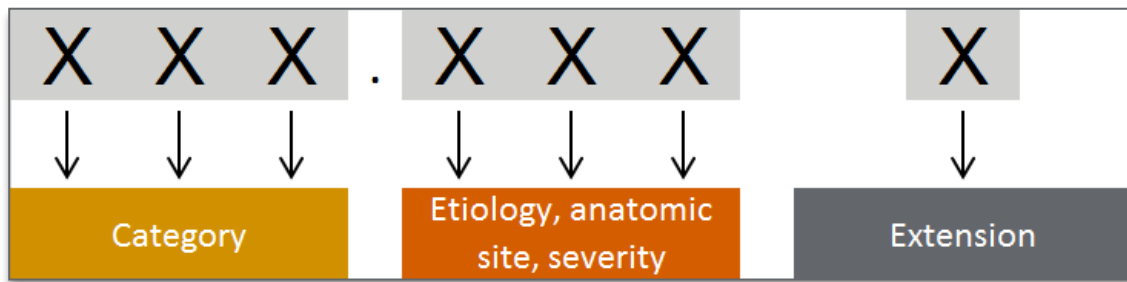 X X X . X X X X
Category
Etiology, anatomic
site, severity
Extension